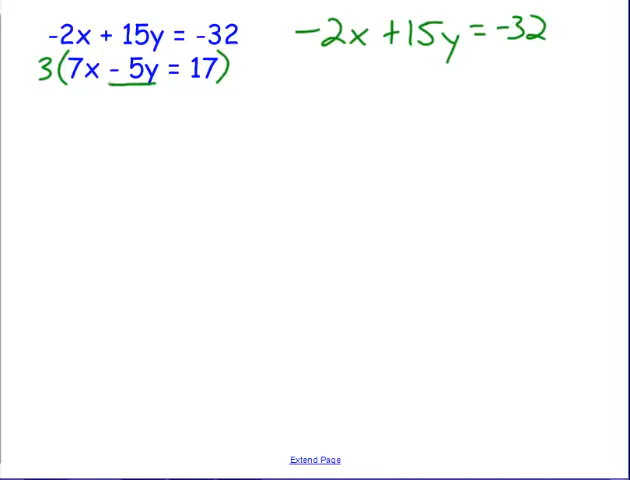 -2x + 15y = -32
3(7x - 5y = 17)
-2x + 15y = -32
Extend Page